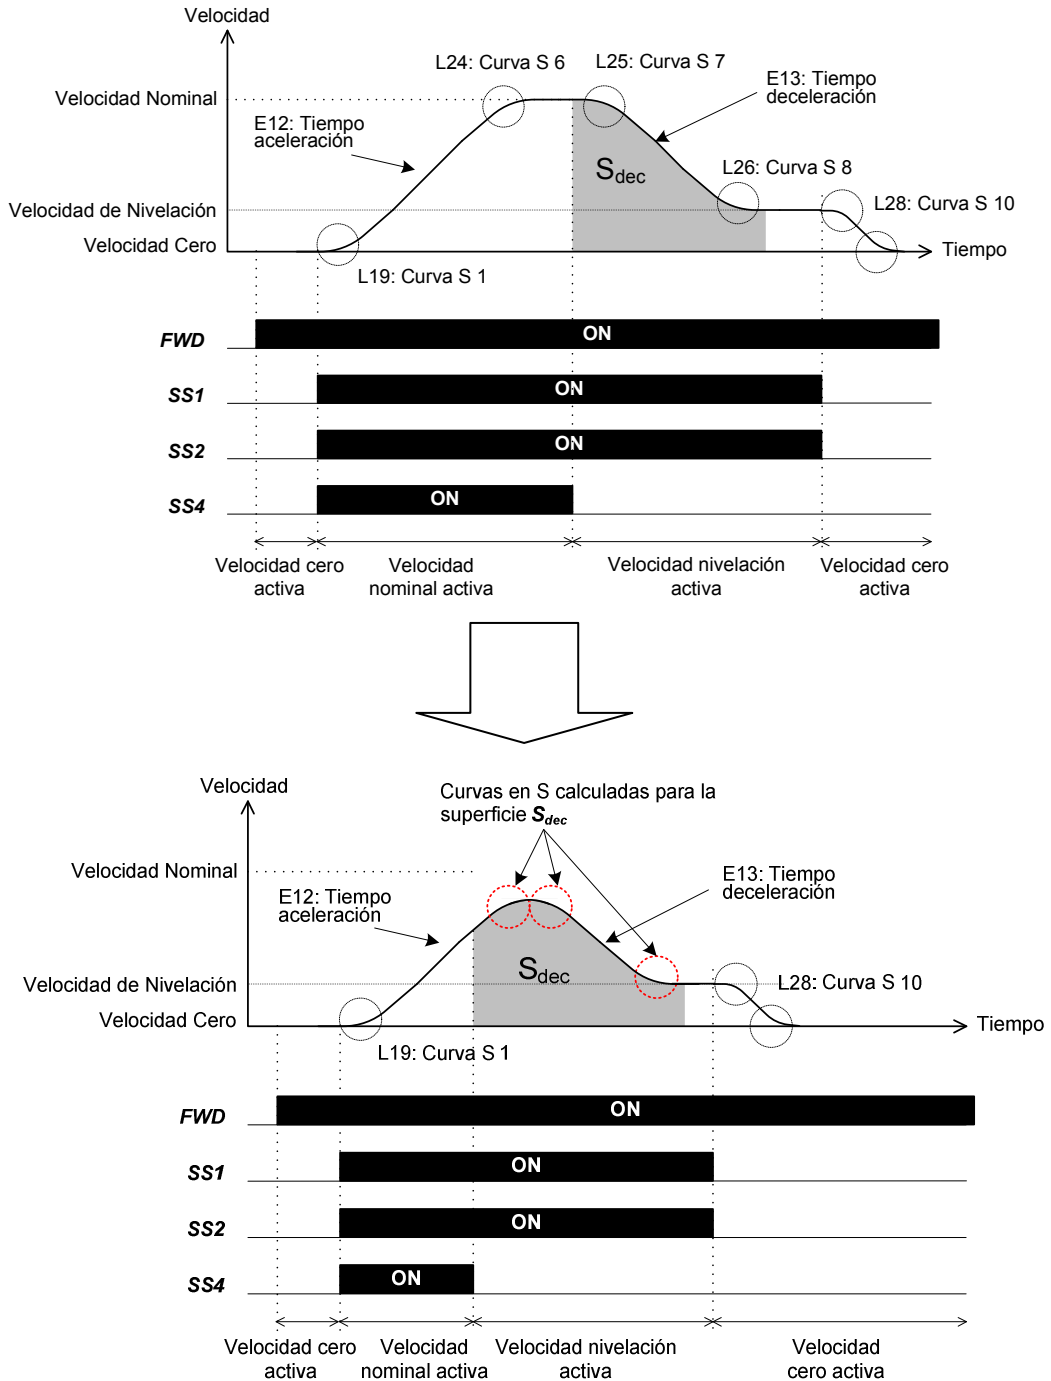 Velocidad
L24: Curva S 6
L25: Curva S 7
E13: Tiempo
deceleración
Velocidad Nominal
E12: Tiempo
aceleración
Sdec
L26: Curva S 8
Velocidad de Nivelación
L28: Curva S 10
Velocidad Cero
Tiempo
L19: Curva S 1
FWD
ON
SS1
ON
SS2
ON
SS4
ON
Velocidad cero
activa
Velocidad
nominal activa
Velocidad nivelación
activa
Velocidad cero
activa
Velocidad
Curvas en S calculadas para la
superficie Sdec
Velocidad Nominal
E12: Tiempo
aceleración
E13: Tiempo
deceleración
Sdec
Velocidad de Nivelación
L28: Curva S 10
Velocidad Cero
Tiempo
L19: Curva S 1
FWD
ON
SS1
ON
SS2
ON
SS4
ON
Velocidad cero
activa
Velocidad
nominal activa
Velocidad nivelación
activa
Velocidad
cero activa